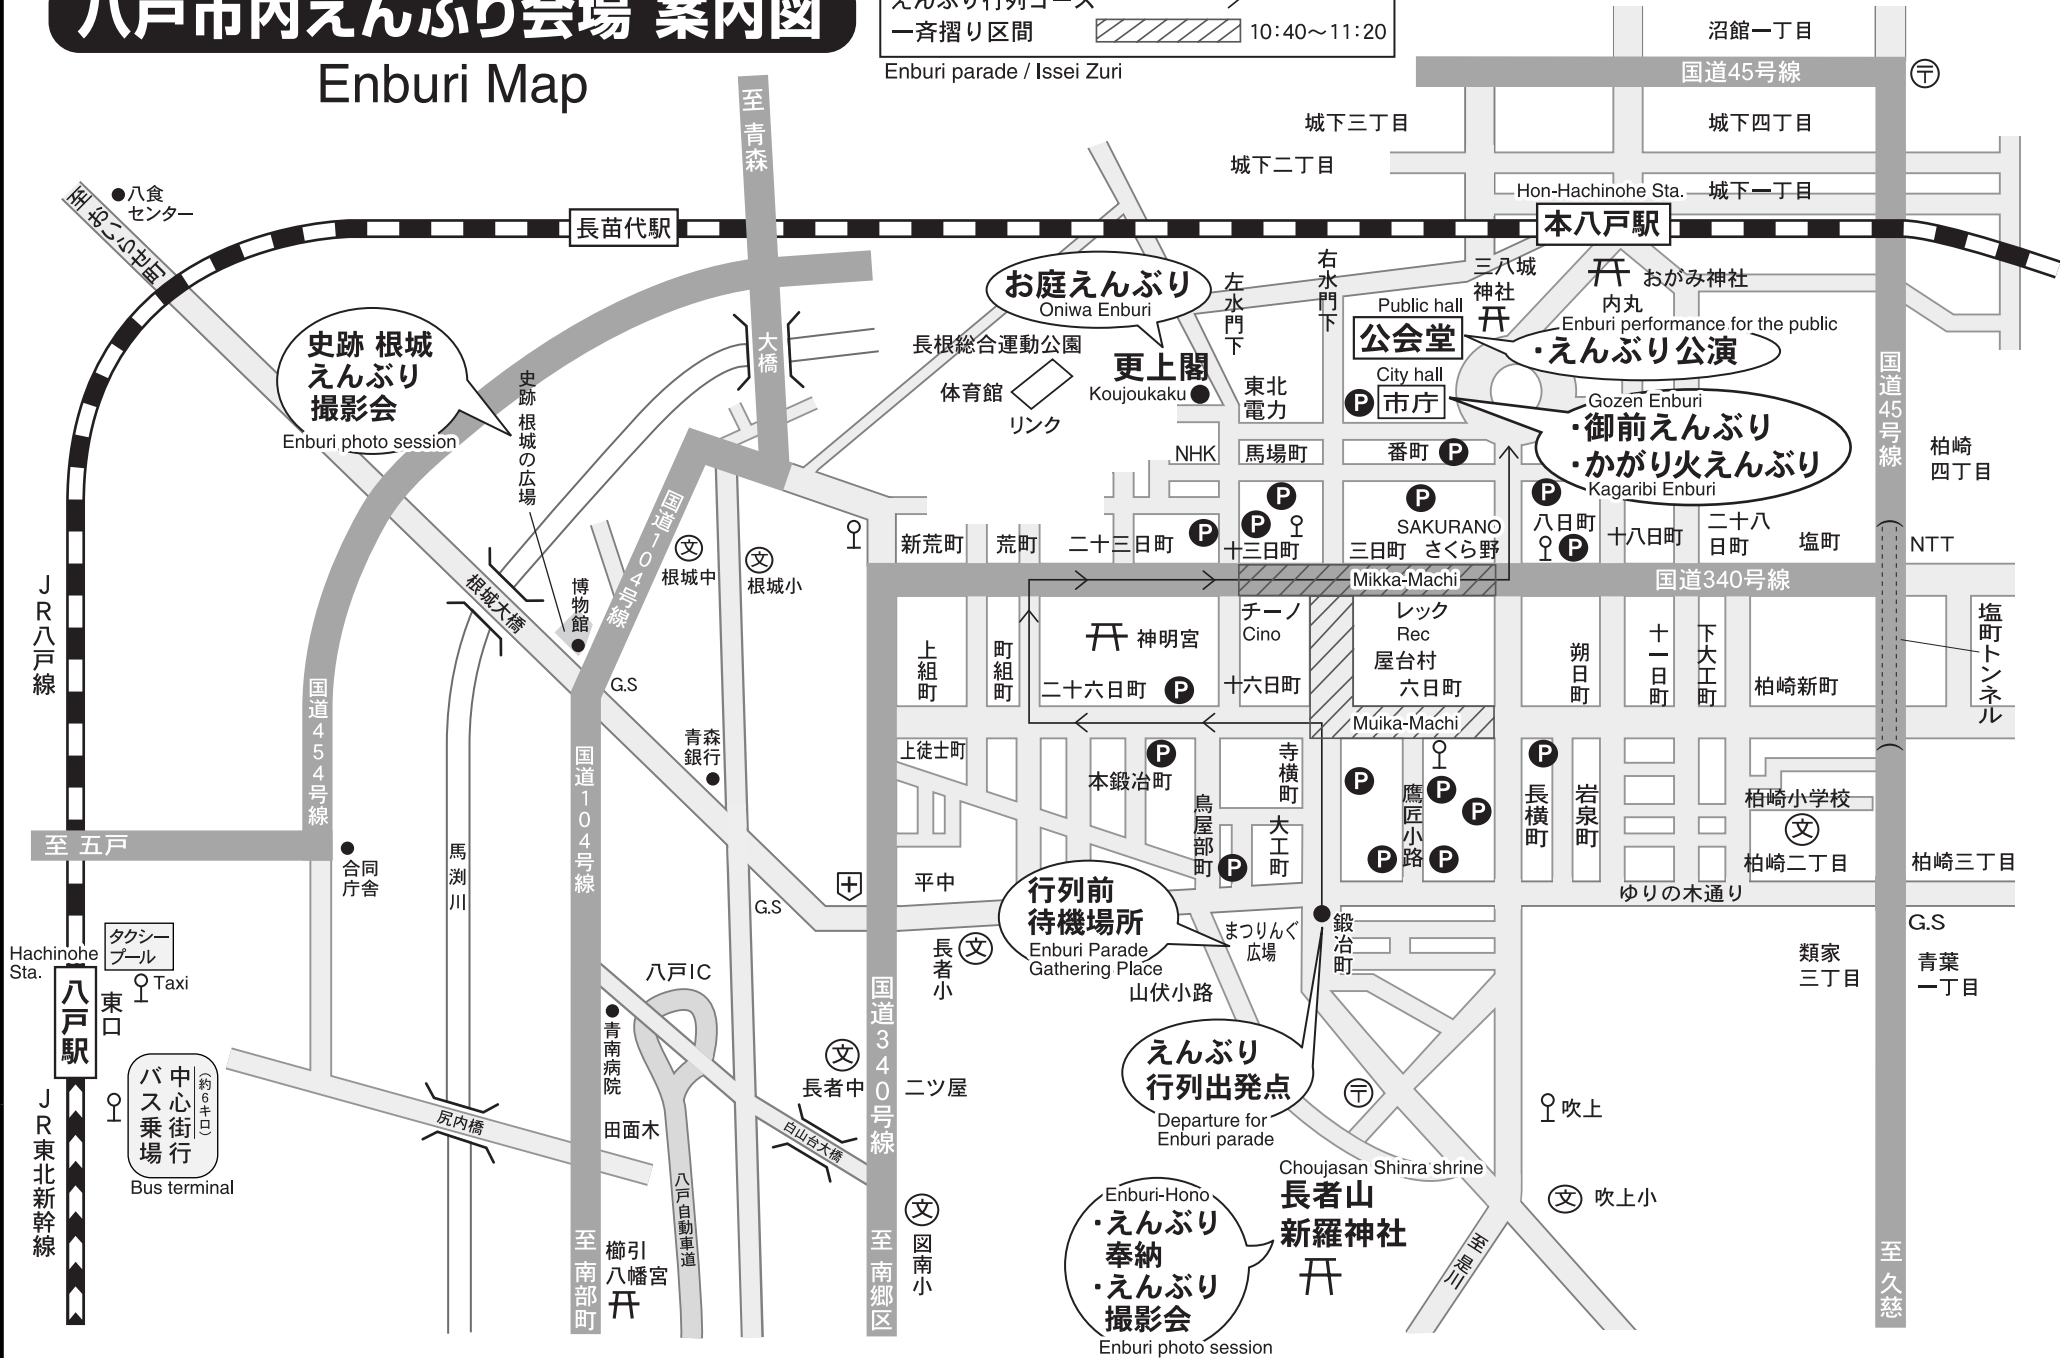 八戸市内えんぶり会場 案内図
Enburi Map
えんぶり行列コース
一斉摺り区間
10:40～11:20
Enburi parade / Issei Zuri
沼館一丁目
国道45号線
〒
至 青森
城下三丁目
城下四丁目
城下二丁目
城下一丁目
八食
センター
至 おいらせ町
長苗代駅
Hon-Hachinohe Sta.
本八戸駅
お庭えんぶり
Oniwa Enburi
左水門下
右水門下
三八城
神社
おがみ神社
内丸
Public hall
公会堂
Enburi performance for the public
・えんぶり公演
史跡 根城
えんぶり
撮影会
Enburi photo session
史跡 根城の広場
大橋
長根総合運動公園
体育館
リンク
更上閣
Koujoukaku
東北
電力
City hall
P
市庁
Gozen Enburi
・御前えんぶり
・かがり火えんぶり
Kagaribi Enburi
国道45号線
柏崎
四丁目
NHK
馬場町
番町
P
P
P
P
P
P
P
新荒町
荒町
二十三日町
十三日町
SAKURANO
三日町
さくら野
八日町
十八日町
二十八
日町
塩町
NTT
国道104号線
文
根城中
文
根城小
根城大橋
博物館
Mikka-Machi
国道340号線
JR八戸線
上組町
町組町
神明宮
チーノ
Cino
レック
Rec
屋台村
朔日町
十一日町
下大工町
塩町トンネル
G.S
二十六日町
P
十六日町
六日町
柏崎新町
国道454号線
国道104号線
青森
銀行
Muika-Machi
上徒士町
P
本鍛冶町
寺横町
P
P
P
P
P
P
P
鳥屋部町
大工町
鷹匠小路
長横町
岩泉町
柏崎小学校
文
柏崎二丁目
柏崎三丁目
至 五戸
合同
庁舎
馬渕川
平中
G.S
ゆりの木通り
行列前
待機場所
Enburi Parade
Gathering Place
まつりんぐ
広場
鍛冶町
G.S
類家
三丁目
青葉
一丁目
長者小
文
山伏小路
Hachinohe
Sta.
タクシー
プール
Taxi
八戸駅
東口
八戸IC
国道340号線
青南病院
文
長者中
二ツ屋
えんぶり
行列出発点
Departure for
Enburi parade
〒
吹上
中心街行
(約6キロ)
バス乗場
Bus terminal
JR東北新幹線
尻内橋
田面木
白山台大橋
八戸自動車道
Choujasan Shinra shrine
長者山
新羅神社
Enburi-Hono
・えんぶり
奉納
・えんぶり
撮影会
Enburi photo session
文
吹上小
文
図南小
至 南部町
櫛引
八幡宮
至 南郷区
至 是川
至 久慈